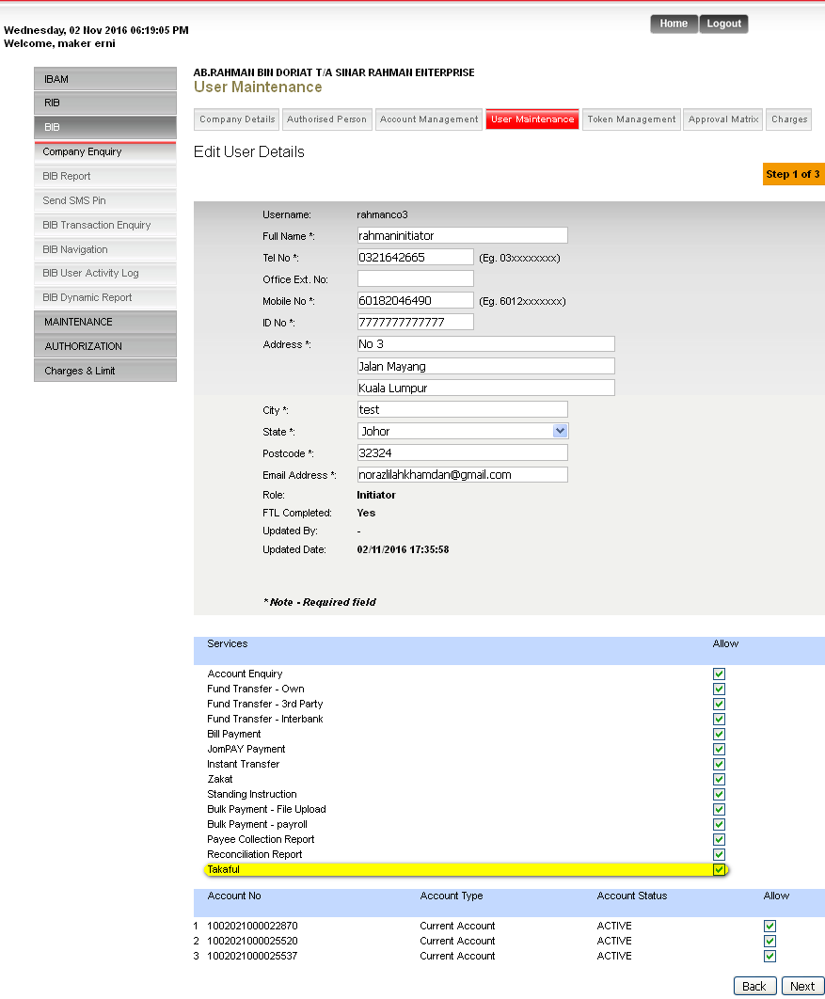 Home Logout
Wednesday, 02 Nov 2016 06:19:05 PM
Welcome, maker erni
IBAM
RIB
BIB
Company Enquiry
BIB Report
Send SMS Pin
BIB Transaction Enquiry
BIB Navigation
BIB User Activity Log
BIB Dynamic Report
MAINTENANCE
AUTHORIZATION
Charges & Limit
AB.RAHMAN BIN DORIAT T/A SINAR RAHMAN ENTERPRISE
User Maintenance
Company Details Authorised Person Account Management User Maintenance Token Management Approval Matrix Charges
Edit User Details
Step 1 of 3
Username: rahmanco3
Full Name *: rahmaninitiator
Tel No *: 0321642665 (Eg. 03xxxxxxxx)
Office Ext. No:
Mobile No *: 60182046490 (Eg. 6012xxxxxxx)
ID No *: 7777777777777
Address *: No 3
Jalan Mayang
Kuala Lumpur
City *: test
State *: Johor
Postcode *: 32324
Email Address *: norazlilahkhamdan@gmail.com
Role: Initiator
FTL Completed: Yes
Updated By: -
Updated Date: 02/11/2016 17:35:58
* Note - Required field
Services Allow
Account Enquiry
Fund Transfer - Own
Fund Transfer - 3rd Party
Fund Transfer - Interbank
Bill Payment
JomPAY Payment
Instant Transfer
Zakat
Standing Instruction
Bulk Payment - File Upload
Bulk Payment - payroll
Payee Collection Report
Reconciliation Report
Takaful
Account No Account Type Account Status Allow
1 1002021000022870 Current Account ACTIVE
2 1002021000025520 Current Account ACTIVE
3 1002021000025537 Current Account ACTIVE
Back Next